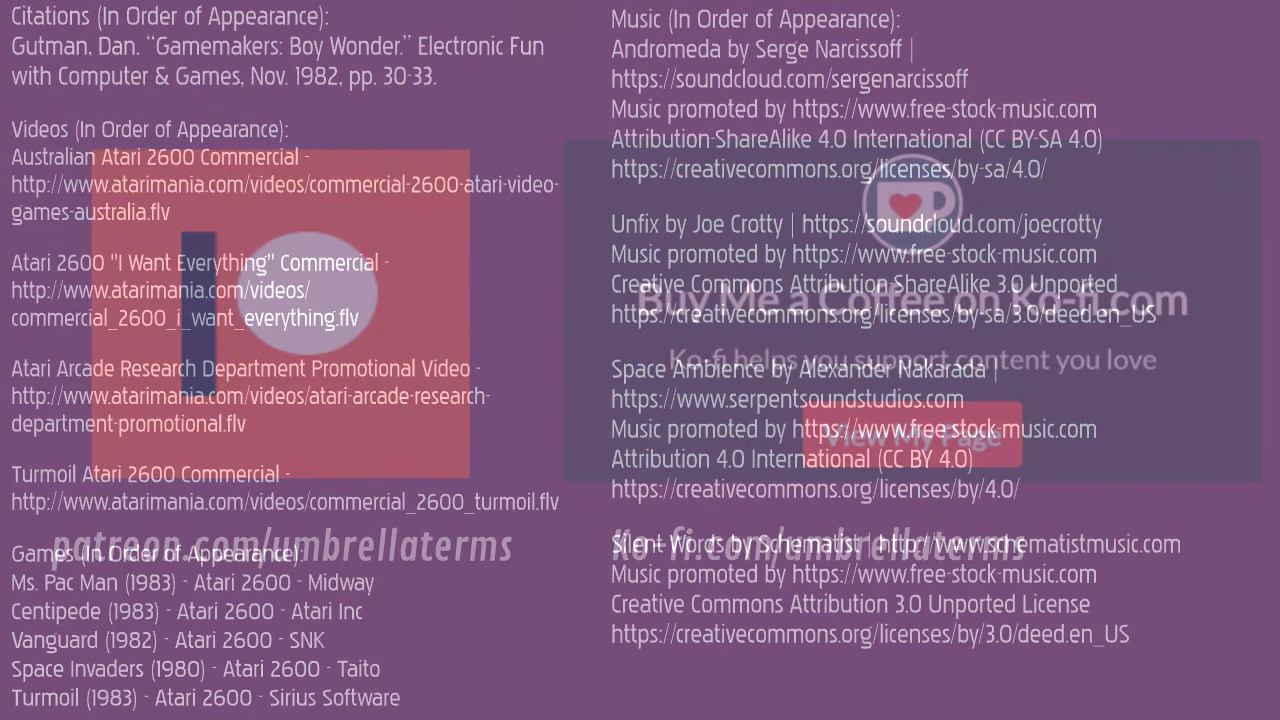 Citations (In Order of Appearance):
Gutman, Dan. “Gamemakers: Boy Wonder.” Electronic Fun
with Computer & Games, Nov. 1982, pp. 30-33.
Videos (In Order of Appearance):
Australian Atari 2600 Commercial -
http://www.atarimania.com/videos/commercial-2600-atari-video-
games-australia.flv
Atari 2600 "I Want Everything" Commercial -
http://www.atarimania.com/videos/
commercial_2600_i_want_everything.flv
Atari Arcade Research Department Promotional Video -
http://www.atarimania.com/videos/atari-arcade-research-
department-promotional.flv
Turmoil Atari 2600 Commercial -
http://www.atarimania.com/videos/commercial_2600_turmoil.flv
patreon.com/umbrellaterms
Games (In Order of Appearance):
Ms. Pac Man (1983) - Atari 2600 - Midway
Centipede (1983) - Atari 2600 - Atari Inc
Vanguard (1982) - Atari 2600 - SNK
Space Invaders (1980) - Atari 2600 - Taito
Turmoil (1983) - Atari 2600 - Sirius Software
Music (In Order of Appearance):
Andromeda by Serge Narcissoff |
https://soundcloud.com/sergenarcissoff
Music promoted by https://www.free-stock-music.com
Attribution-ShareAlike 4.0 International (CC BY-SA 4.0)
https://creativecommons.org/licenses/by-sa/4.0/
Unfix by Joe Crotty | https://soundcloud.com/joecrotty
Music promoted by https://www.free-stock-music.com
Creative Commons Attribution-ShareAlike 3.0 Unported
Buy Me a Coffee on Ko-fi.com
https://creativecommons.org/licenses/by-sa/3.0/deed.en_US
Ko-fi helps you support content you love
Space Ambience by Alexander Nakarada |
https://www.serpentsoundstudios.com
Music promoted by https://www.free-stock-music.com
View My Page
Attribution 4.0 International (CC BY 4.0)
https://creativecommons.org/licenses/by/4.0/
Silent Words by Schematist | http://www.schematistmusic.com
Ko-fi.com/umbrellaterms
Music promoted by https://www.free-stock-music.com
Creative Commons Attribution 3.0 Unported License
https://creativecommons.org/licenses/by/3.0/deed.en_US